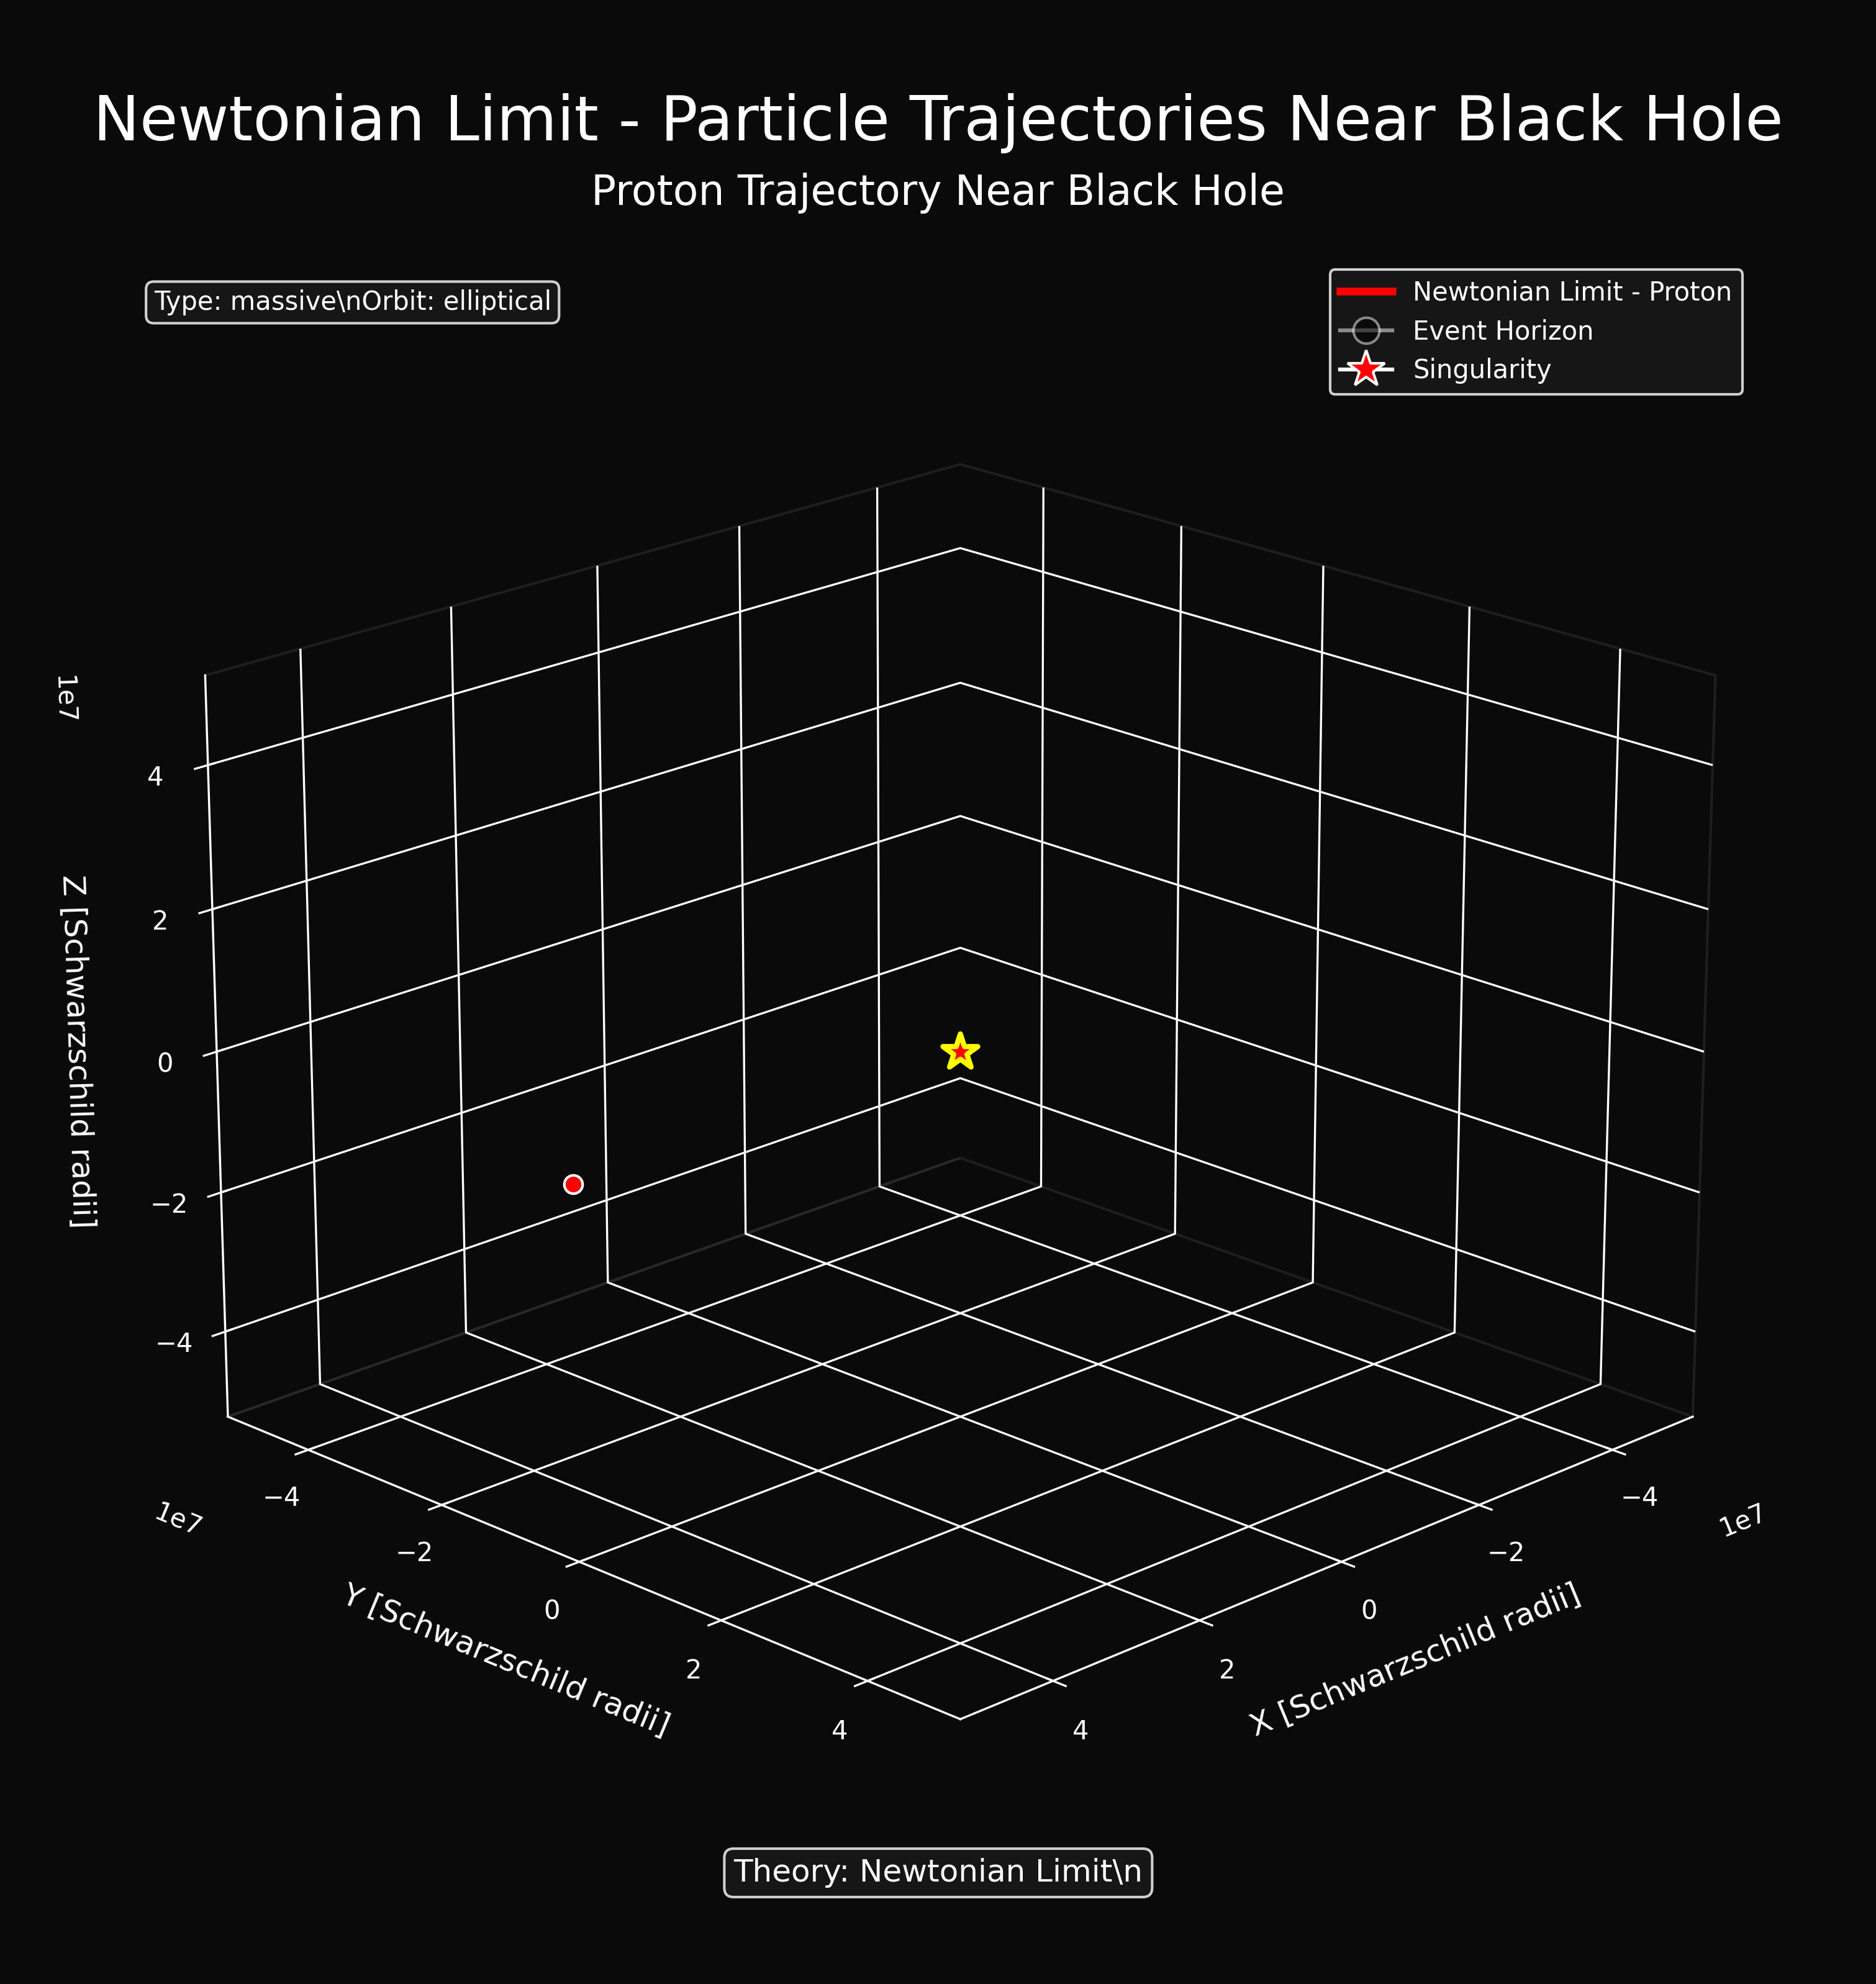 Newtonian Limit - Particle Trajectories Near Black Hole
Proton Trajectory Near Black Hole
Type: massive\nOrbit: elliptical
Newtonian Limit - Proton
Event Horizon
Singularity
1e7
4
2
0
−2
−4
Z [Schwarzschild radii]
1e7
−4
−2
0
2
4
Y [Schwarzschild radii]
4
2
0
−2
−4
1e7
X [Schwarzschild radii]
Theory: Newtonian Limit\n